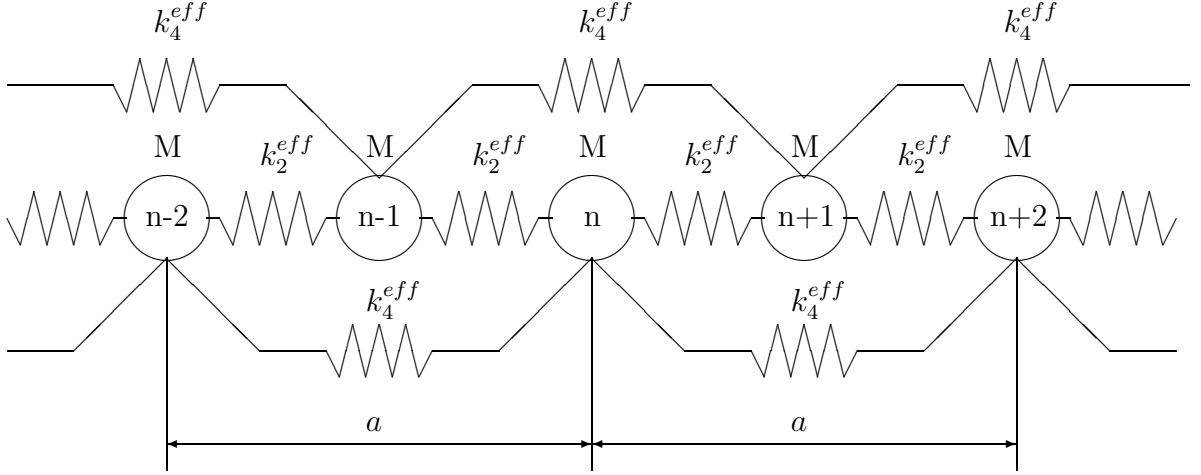 k_4^{eff} k_4^{eff} k_4^{eff}
M k_2^{eff} M k_2^{eff} M k_2^{eff} M k_2^{eff} M
n-2 n-1 n n+1 n+2
k_4^{eff} k_4^{eff}
a a